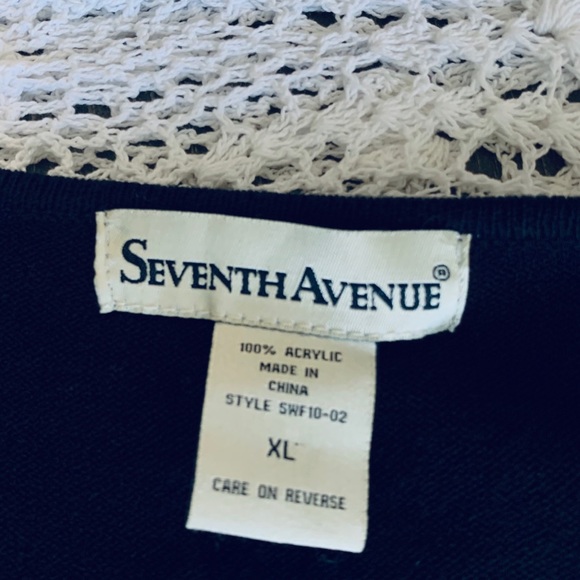 SEVENTH AVENUE®
100% ACRYLIC
MADE IN
CHINA
STYLE SWF10-02
XL
CARE ON REVERSE